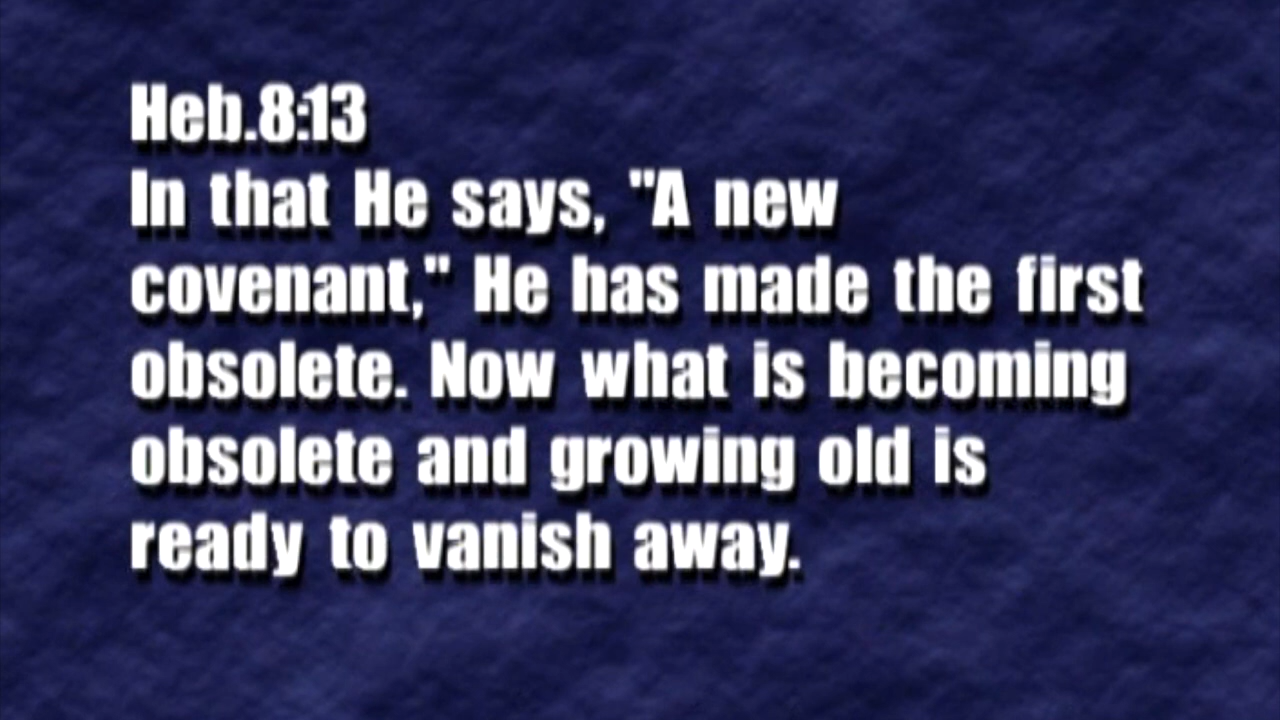 Heb.8:13
In that He says, "A new
covenant," He has made the first
obsolete. Now what is becoming
obsolete and growing old is
ready to vanish away.